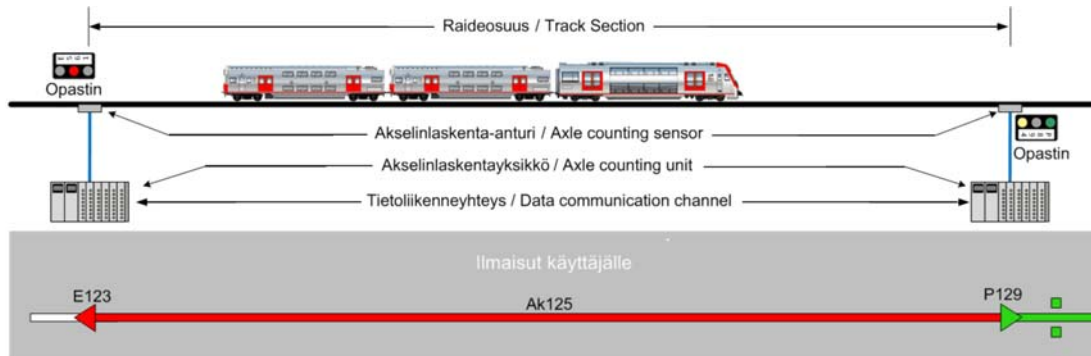 Raideosuus / Track Section
Opastin
Akselinlaskenta-anturi / Axle counting sensor
Opastin
Akselinlaskentayksikkö / Axle counting unit
Tietoliikenneyhteys / Data communication channel
Ilmaisut käyttäjälle
E123
Ak125
P129